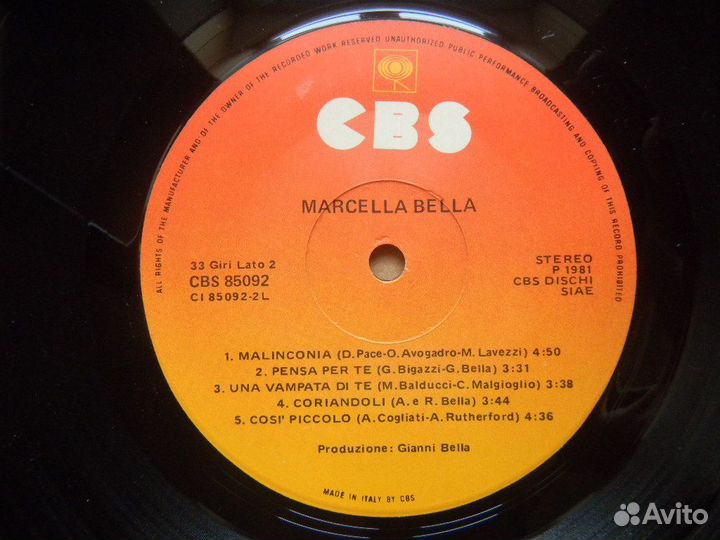 ALL RIGHTS OF THE MANUFACTURER AND OF THE OWNER OF THE RECORDED WORK RESERVED UNAUTHORIZED PUBLIC PERFORMANCE BROADCASTING AND COPYING OF THIS RECORD PROHIBITED
CBS
MARCELLA BELLA
33 Giri Lato 2
CBS 85092
CI 85092-2L
STEREO
P 1981
CBS DISCHI
SIAE
1. MALINCONIA (D. Pace-O. Avogadro-M. Lavezzi) 4:50
2. PENSA PER TE (G. Bigazzi-G. Bella) 3:31
3. UNA VAMPATA DI TE (M. Balducci-C. Malgioglio) 3:38
4. CORIANDOLI (A. e R. Bella) 3:44
5. COSI' PICCOLO (A. Cogliati-A. Rutherford) 4:36
Produzione: Gianni Bella
MADE IN ITALY BY CBS
Avito